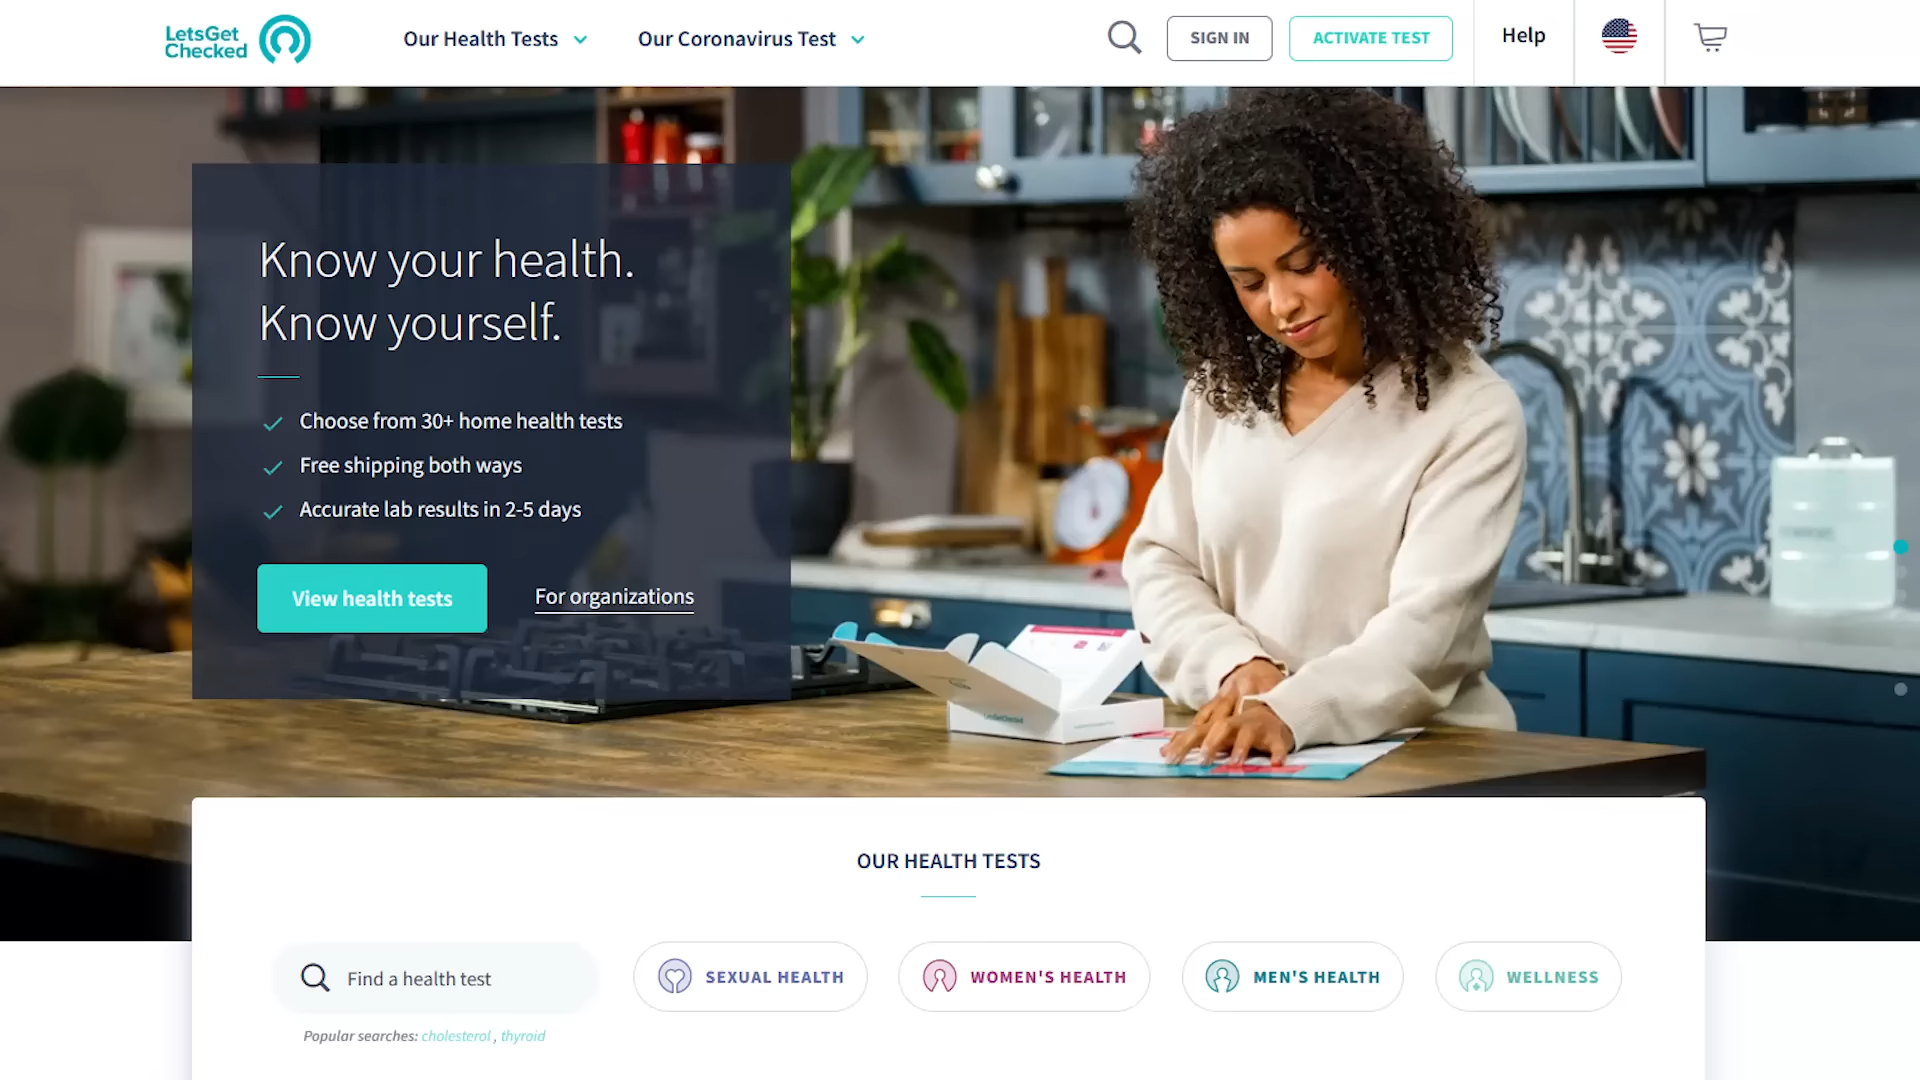 LetsGet
Checked
Our Health Tests
Our Coronavirus Test
SIGN IN
ACTIVATE TEST
Help
Know your health.
Know yourself.
Choose from 30+ home health tests
Free shipping both ways
Accurate lab results in 2-5 days
View health tests
For organizations
LetsGetChecked
OUR HEALTH TESTS
Find a health test
SEXUAL HEALTH
WOMEN'S HEALTH
MEN'S HEALTH
WELLNESS
Popular searches: cholesterol , thyroid